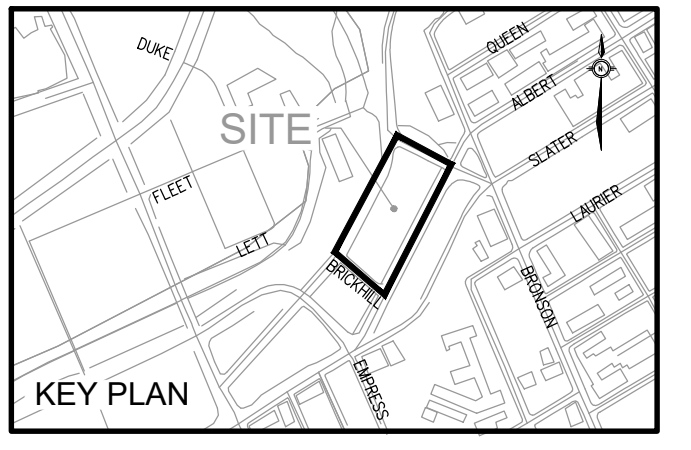 DUKE
QUEEN
ALBERT
SITE
SLATER
FLEET
LAURIER
LETT
BRICKHILL
BRONSON
EMPRESS
KEY PLAN
N